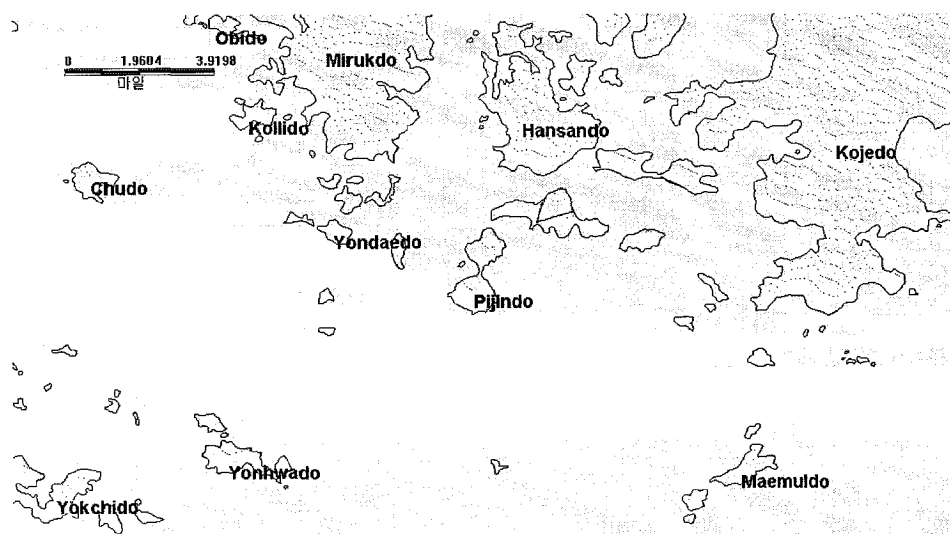 Obido
0 1.9604 3.9198
마일
Mirukdo
Kollido
Hansando
Kojedo
Chudo
Yondaedo
Pijindo
Yonhwado
Maemuldo
Yokchido